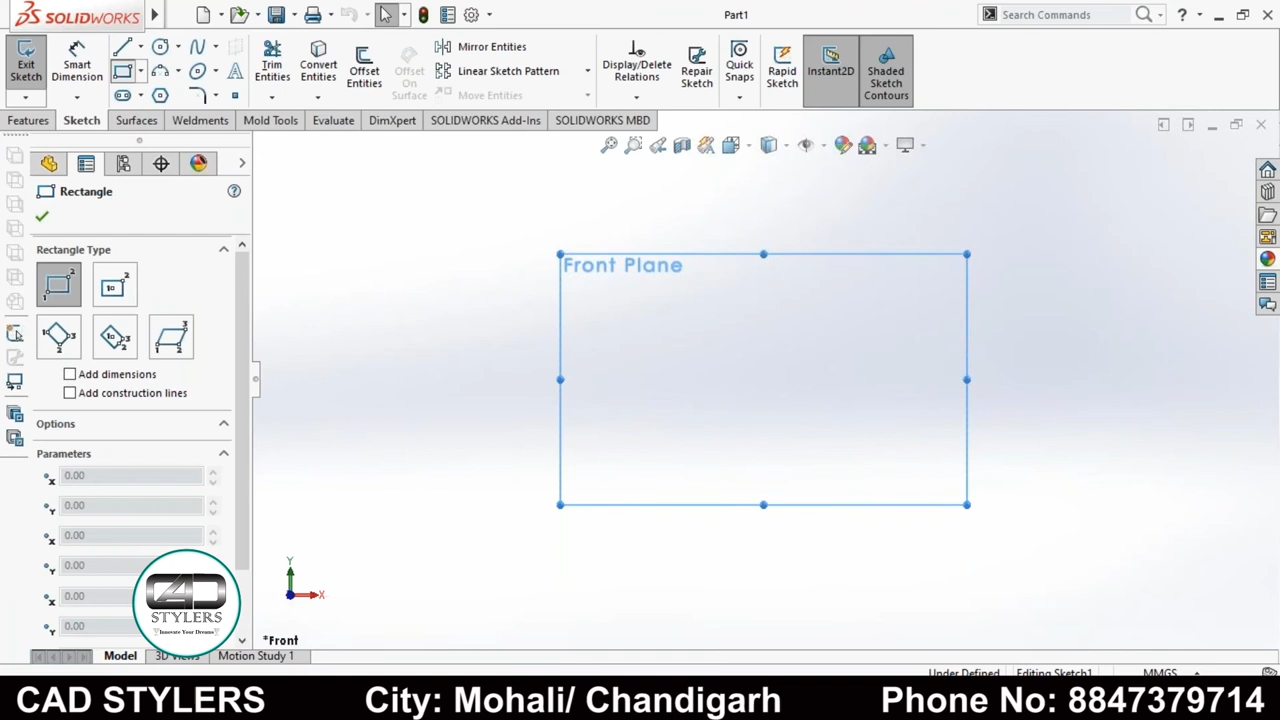 SOLIDWORKS
Part1
Search Commands
Exit Sketch
Smart Dimension
Trim Entities
Convert Entities
Offset Entities
Offset On Surface
Mirror Entities
Linear Sketch Pattern
Move Entities
Display/Delete Relations
Repair Sketch
Quick Snaps
Rapid Sketch
Instant2D
Shaded Sketch Contours
Features
Sketch
Surfaces
Weldments
Mold Tools
Evaluate
DimXpert
SOLIDWORKS Add-Ins
SOLIDWORKS MBD
Rectangle
Rectangle Type
Add dimensions
Add construction lines
Options
Parameters
0.00
0.00
0.00
0.00
0.00
0.00
Front Plane
Y
X
*Front
CAD
STYLERS
Innovate Your Dreams
Model
3D Views
Motion Study 1
Under Defined
Editing Sketch1
MMGS
CAD STYLERS City: Mohali/ Chandigarh Phone No: 8847379714